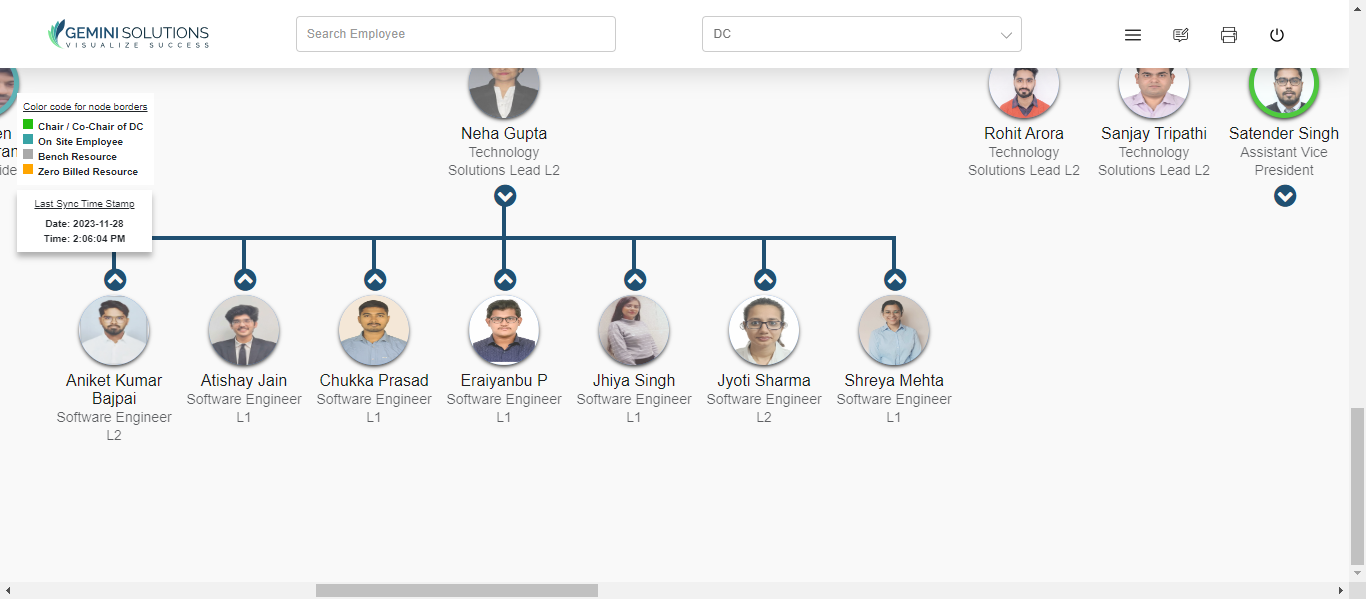 GEMINI SOLUTIONS
VISUALIZE SUCCESS
Search Employee
DC
Color code for node borders
Chair / Co-Chair of DC
On Site Employee
Bench Resource
Zero Billed Resource
Last Sync Time Stamp
Date: 2023-11-28
Time: 2:06:04 PM
Neha Gupta
Technology
Solutions Lead L2
Rohit Arora
Technology
Solutions Lead L2
Sanjay Tripathi
Technology
Solutions Lead L2
Satender Singh
Assistant Vice
President
Aniket Kumar
Bajpai
Software Engineer
L2
Atishay Jain
Software Engineer
L1
Chukka Prasad
Software Engineer
L1
Eraiyanbu P
Software Engineer
L1
Jhiya Singh
Software Engineer
L1
Jyoti Sharma
Software Engineer
L2
Shreya Mehta
Software Engineer
L1